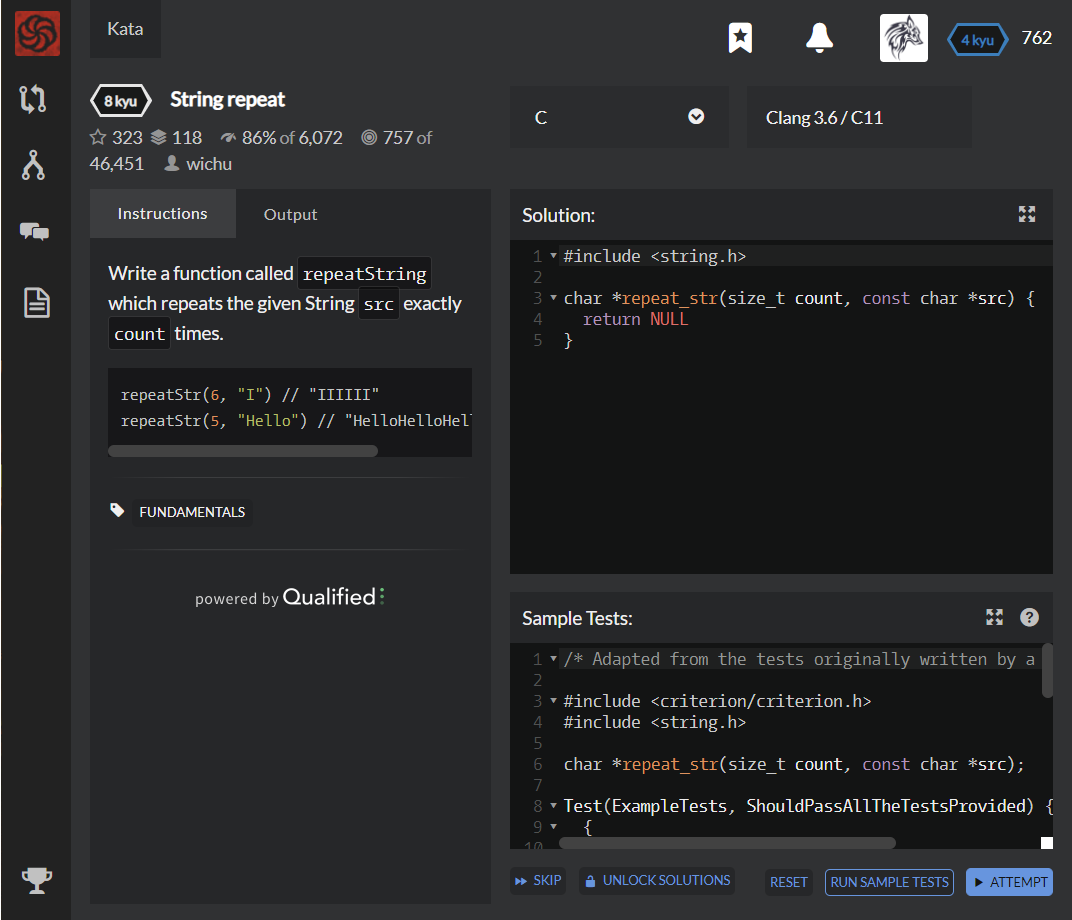 Kata
4 kyu 762
8 kyu String repeat
323 118 86% of 6,072 757 of
46,451 wichu
C
Clang 3.6 / C11
Instructions Output
Write a function called repeatString
which repeats the given String src exactly
count times.
repeatStr(6, "I") // "IIIIII"
repeatStr(5, "Hello") // "HelloHelloHel
FUNDAMENTALS
powered by Qualified
Solution:
1 #include <string.h>
2
3 char *repeat_str(size_t count, const char *src) {
4 return NULL
5 }
Sample Tests:
1 /* Adapted from the tests originally written by a
2
3 #include <criterion/criterion.h>
4 #include <string.h>
5
6 char *repeat_str(size_t count, const char *src);
7
8 Test(ExampleTests, ShouldPassAllTheTestsProvided) {
9 {
10
SKIP UNLOCK SOLUTIONS RESET RUN SAMPLE TESTS ATTEMPT